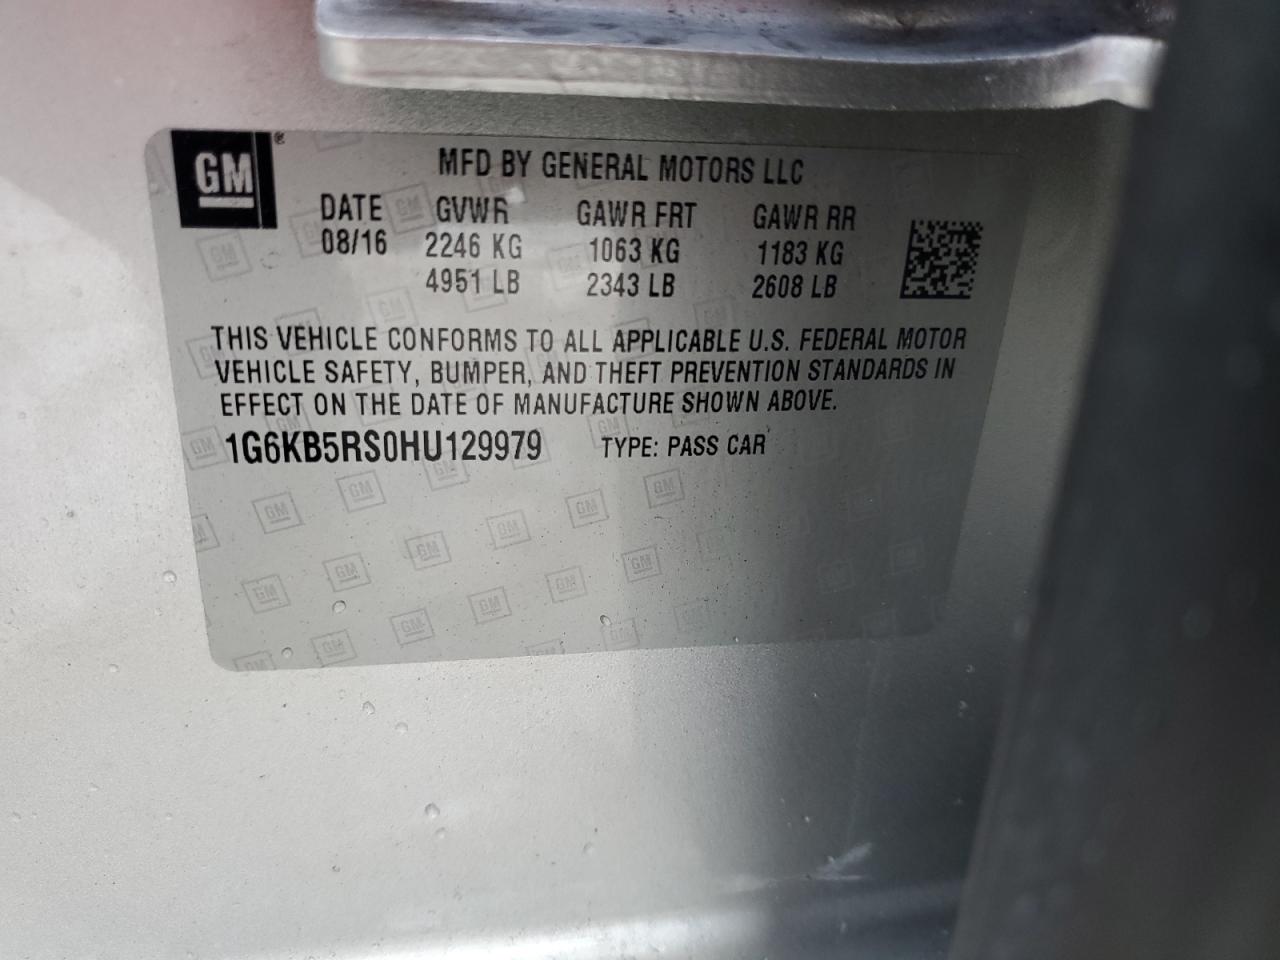 GM®
MFD BY GENERAL MOTORS LLC
DATE GVWR GAWR FRT GAWR RR
08/16 2246 KG 1063 KG 1183 KG
4951 LB 2343 LB 2608 LB
THIS VEHICLE CONFORMS TO ALL APPLICABLE U.S. FEDERAL MOTOR
VEHICLE SAFETY, BUMPER, AND THEFT PREVENTION STANDARDS IN
EFFECT ON THE DATE OF MANUFACTURE SHOWN ABOVE.
1G6KB5RS0HU129979 TYPE: PASS CAR